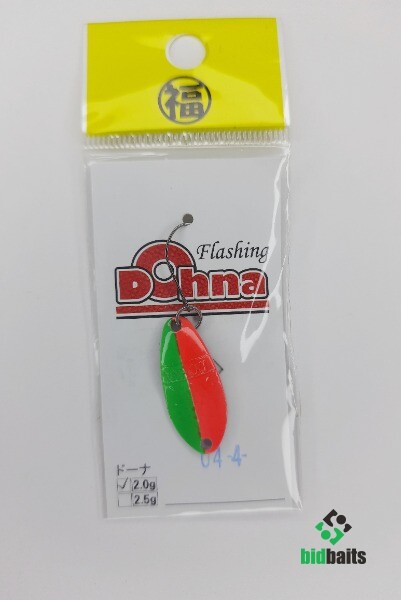 福
Flashing
Dohna
04-4-
ドーナ
✓ 2.0g
2.5g
bidbaits